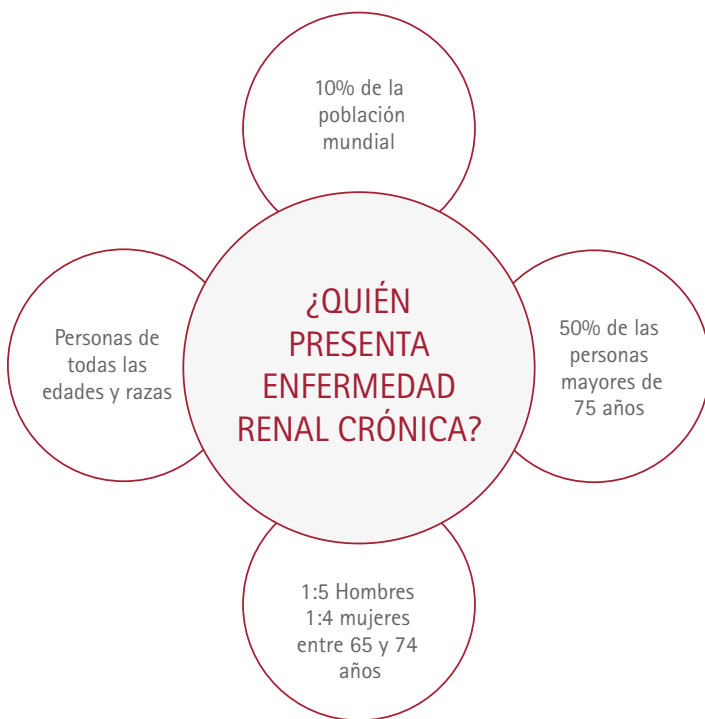 10% de la
población
mundial
¿QUIÉN
PRESENTA
ENFERMEDAD
RENAL CRÓNICA?
Personas de
todas las
edades y razas
50% de las
personas
mayores de
75 años
1:5 Hombres
1:4 mujeres
entre 65 y 74
años